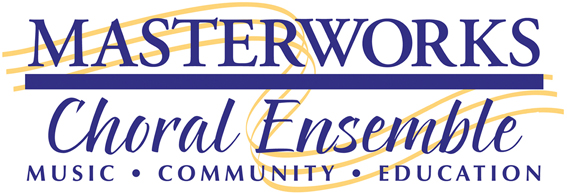 MASTERWORKS
Choral Ensemble
MUSIC • COMMUNITY • EDUCATION